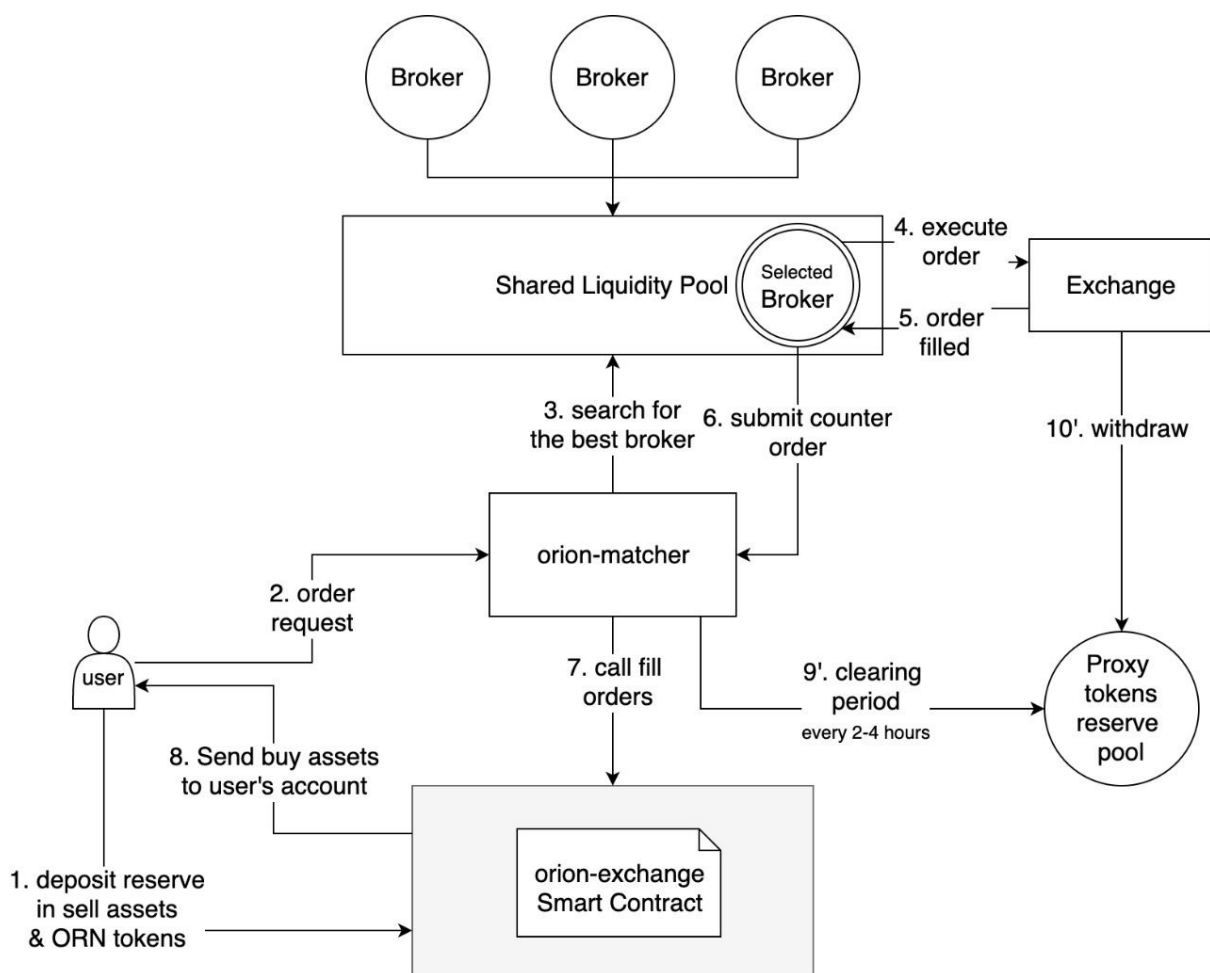 Broker
Broker
Broker
Shared Liquidity Pool
Selected
Broker
4. execute
order
Exchange
5. order
filled
3. search for
the best broker
6. submit counter
order
10'. withdraw
orion-matcher
2. order
request
user
7. call fill
orders
9'. clearing
period
every 2-4 hours
Proxy
tokens
reserve
pool
8. Send buy assets
to user's account
1. deposit reserve
in sell assets
& ORN tokens
orion-exchange
Smart Contract